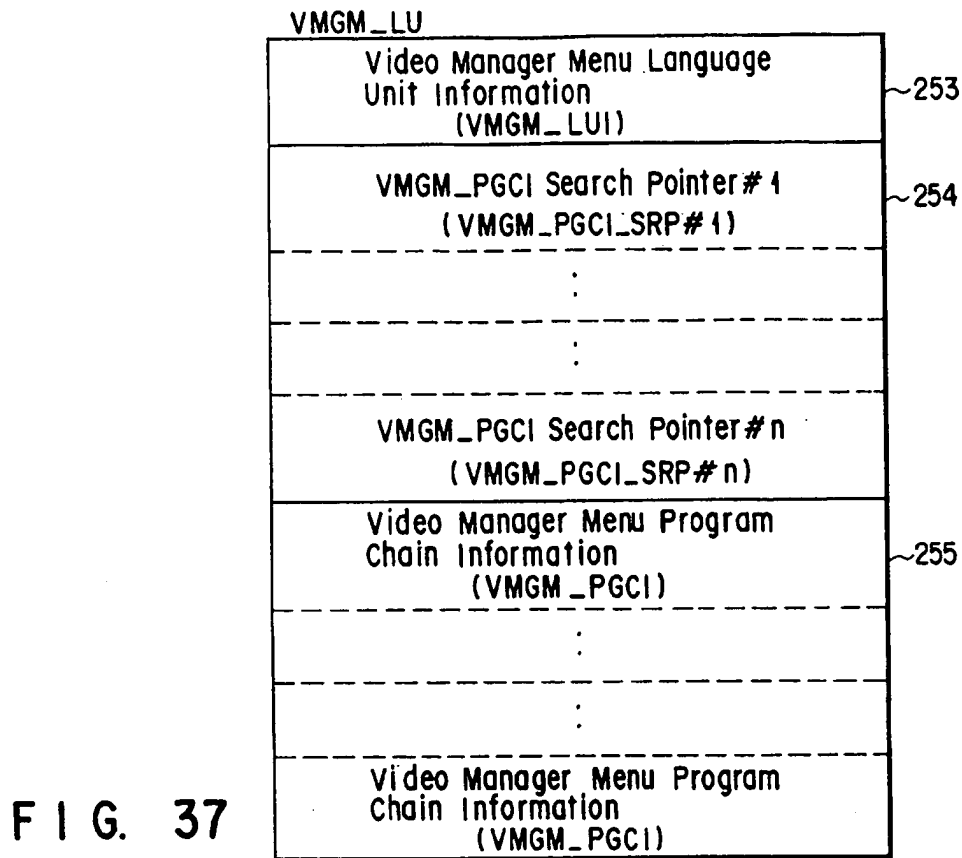 VMGM_LU
Video Manager Menu Language
Unit Information
(VMGM_LUI)
~253
VMGM_PGCI Search Pointer#1
(VMGM_PGCI_SRP#1)
~254
VMGM_PGCI Search Pointer#n
(VMGM_PGCI_SRP#n)
Video Manager Menu Program
Chain Information
(VMGM_PGCI)
~255
Video Manager Menu Program
Chain Information
(VMGM_PGCI)
FIG. 37